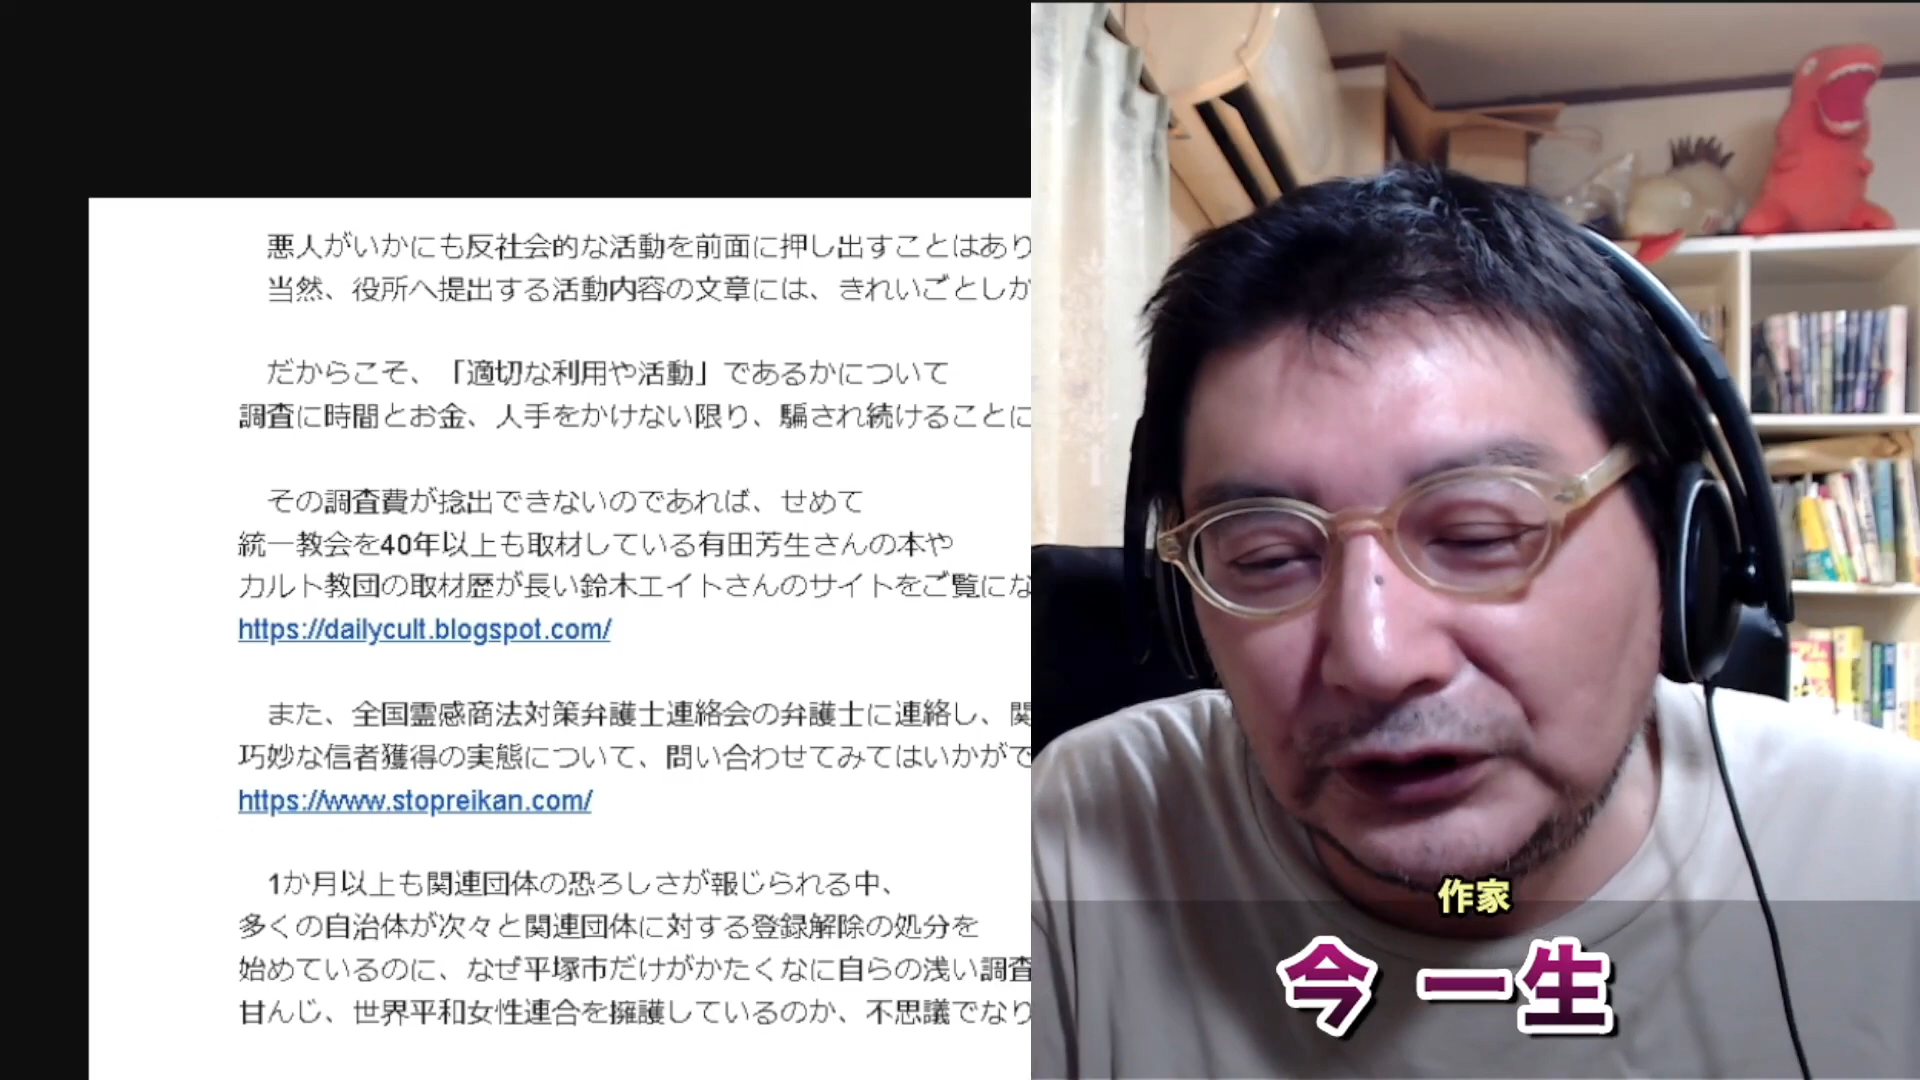 悪人がいかにも反社会的な活動を前面に押し出すことはあり
当然、役所へ提出する活動内容の文章には、きれいごとしか
だからこそ、「適切な利用や活動」であるかについて
調査に時間とお金、人手をかけない限り、騙され続けることに
その調査費が捻出できないのであれば、せめて
統一教会を40年以上も取材している有田芳生さんの本や
カルト教団の取材歴が長い鈴木エイトさんのサイトをご覧にな
https://dailycult.blogspot.com/
また、全国霊感商法対策弁護士連絡会の弁護士に連絡し、関
巧妙な信者獲得の実態について、問い合わせてみてはいかがで
https://www.stopreikan.com/
1か月以上も関連団体の恐ろしさが報じられる中、
多くの自治体が次々と関連団体に対する登録解除の処分を
始めているのに、なぜ平塚市だけがかたくなに自らの浅い調査
甘んじ、世界平和女性連合を擁護しているのか、不思議でなり
作家
今 一生